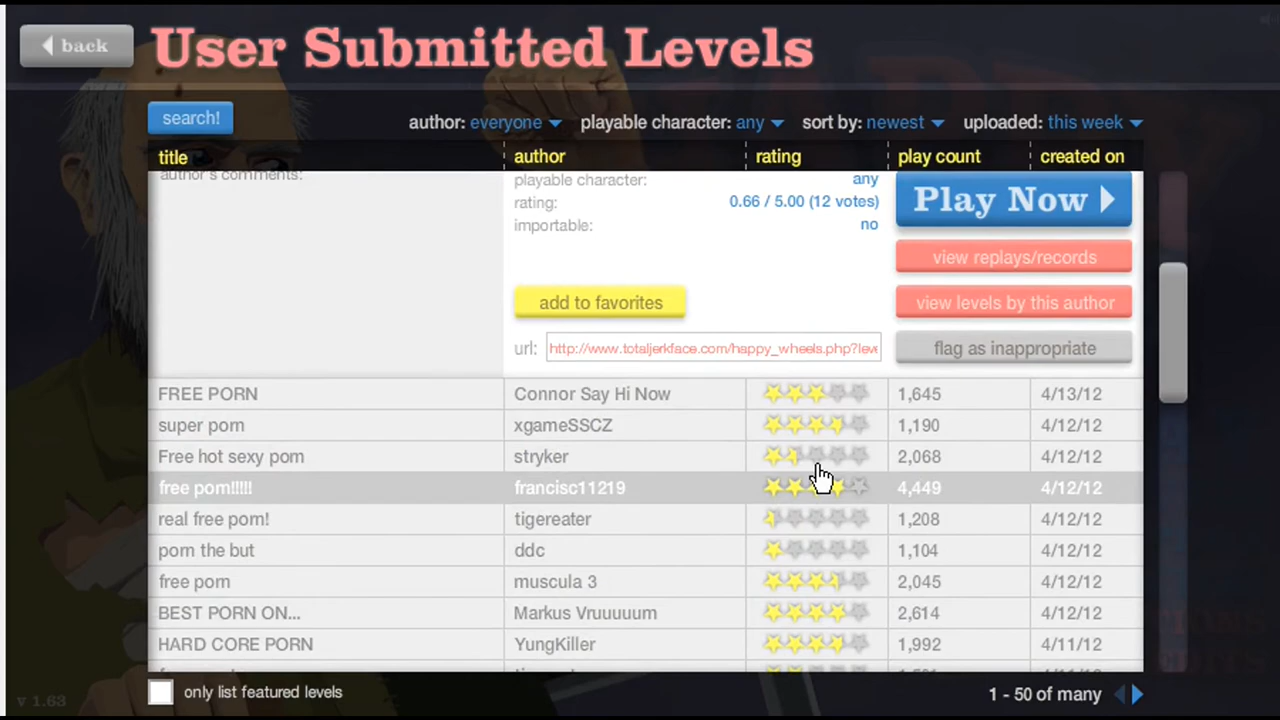 back
User Submitted Levels
search!
author: everyone playable character: any sort by: newest uploaded: this week
title author rating play count created on
author's comments:
playable character: any
rating: 0.66 / 5.00 (12 votes)
importable: no
Play Now
view replays/records
add to favorites
view levels by this author
url: http://www.totaljerkface.com/happy_wheels.php?leve
flag as inappropriate
FREE PORN Connor Say Hi Now 1,645 4/13/12
super porn xgameSSCZ 1,190 4/12/12
Free hot sexy porn stryker 2,068 4/12/12
free porn!!!!! francisc11219 4,449 4/12/12
real free porn! tigereater 1,208 4/12/12
porn the but ddc 1,104 4/12/12
free porn muscula 3 2,045 4/12/12
BEST PORN ON... Markus Vruuuum 2,614 4/12/12
HARD CORE PORN YungKiller 1,992 4/11/12
only list featured levels
1 - 50 of many
v 1.63